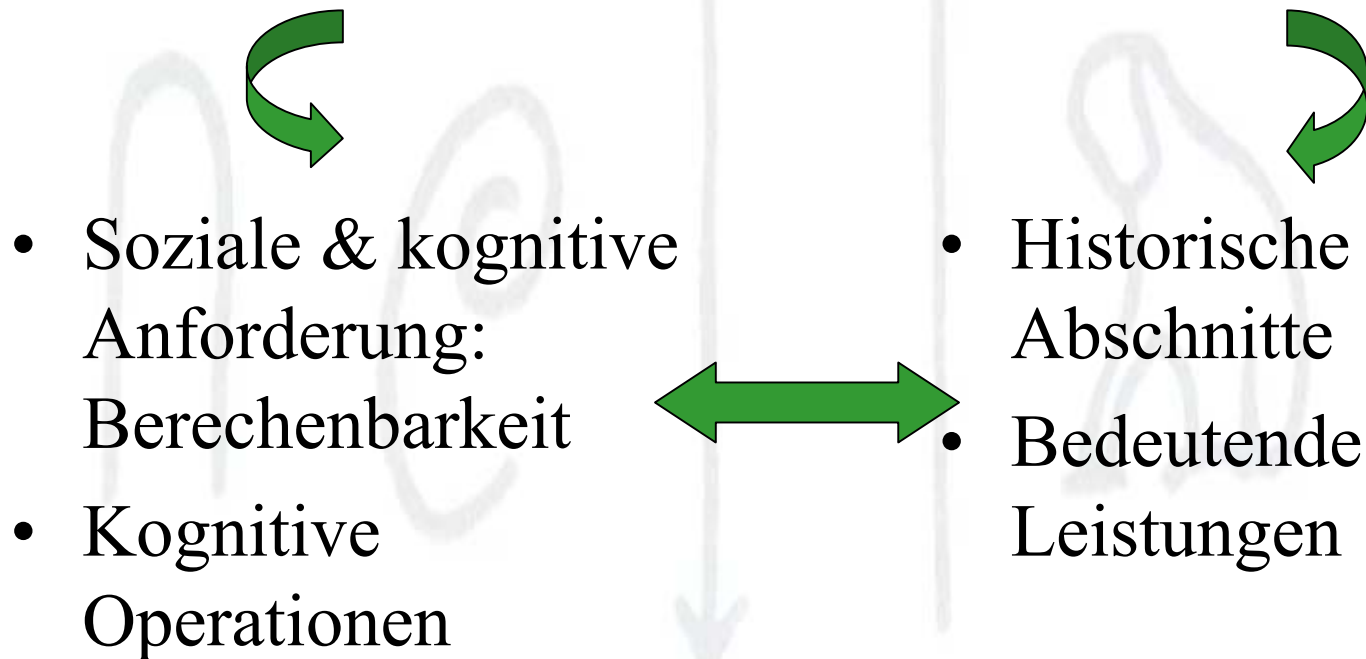 • Soziale & kognitive
Anforderung:
Berechenbarkeit
• Kognitive
Operationen
• Historische
Abschnitte
• Bedeutende
Leistungen